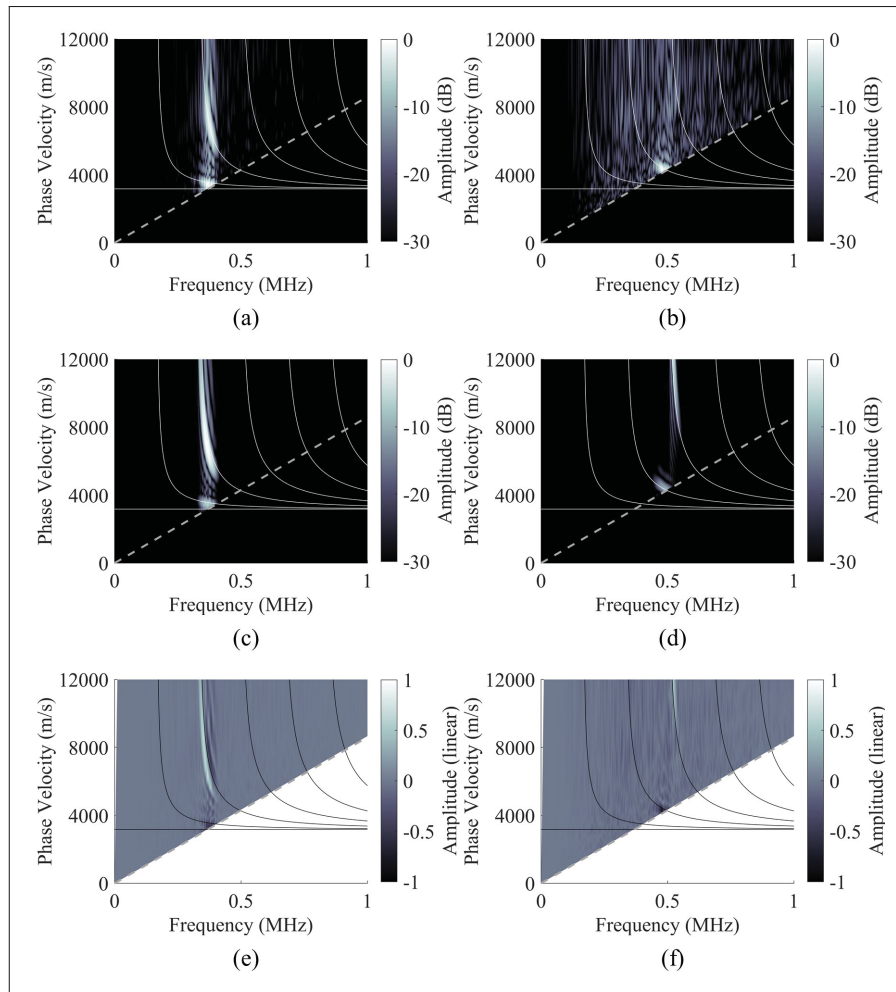 12000
8000
4000
0
0
0.5
1
Phase Velocity (m/s)
Frequency (MHz)
0
-10
-20
-30
Amplitude (dB)
(a)
12000
8000
4000
0
0
0.5
1
Phase Velocity (m/s)
Frequency (MHz)
0
-10
-20
-30
Amplitude (dB)
(b)
12000
8000
4000
0
0
0.5
1
Phase Velocity (m/s)
Frequency (MHz)
0
-10
-20
-30
Amplitude (dB)
(c)
12000
8000
4000
0
0
0.5
1
Phase Velocity (m/s)
Frequency (MHz)
0
-10
-20
-30
Amplitude (dB)
(d)
12000
8000
4000
0
0
0.5
1
Phase Velocity (m/s)
Frequency (MHz)
1
0.5
0
-0.5
-1
Amplitude (linear)
(e)
12000
8000
4000
0
0
0.5
1
Phase Velocity (m/s)
Frequency (MHz)
1
0.5
0
-0.5
-1
Amplitude (linear)
(f)